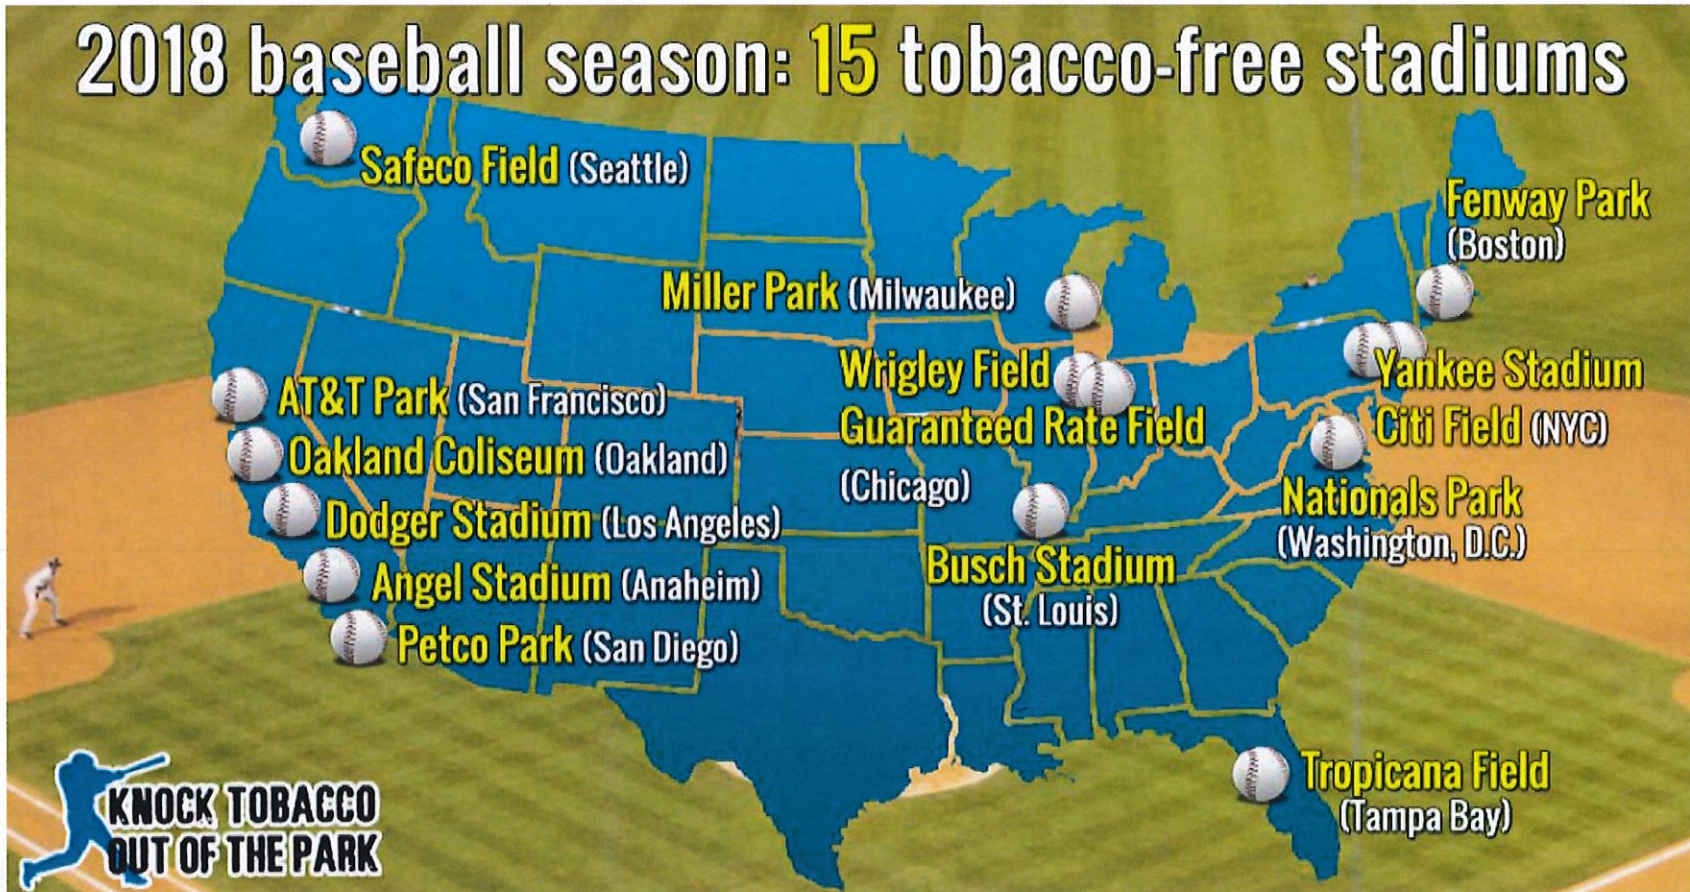 2018 baseball season: 15 tobacco-free stadiums
Safeco Field (Seattle)
Fenway Park
(Boston)
Miller Park (Milwaukee)
Wrigley Field
Guaranteed Rate Field
(Chicago)
Yankee Stadium
Citi Field (NYC)
AT&T Park (San Francisco)
Oakland Coliseum (Oakland)
Dodger Stadium (Los Angeles)
Angel Stadium (Anaheim)
Petco Park (San Diego)
Nationals Park
(Washington, D.C.)
Busch Stadium
(St. Louis)
Tropicana Field
(Tampa Bay)
KNOCK TOBACCO
OUT OF THE PARK